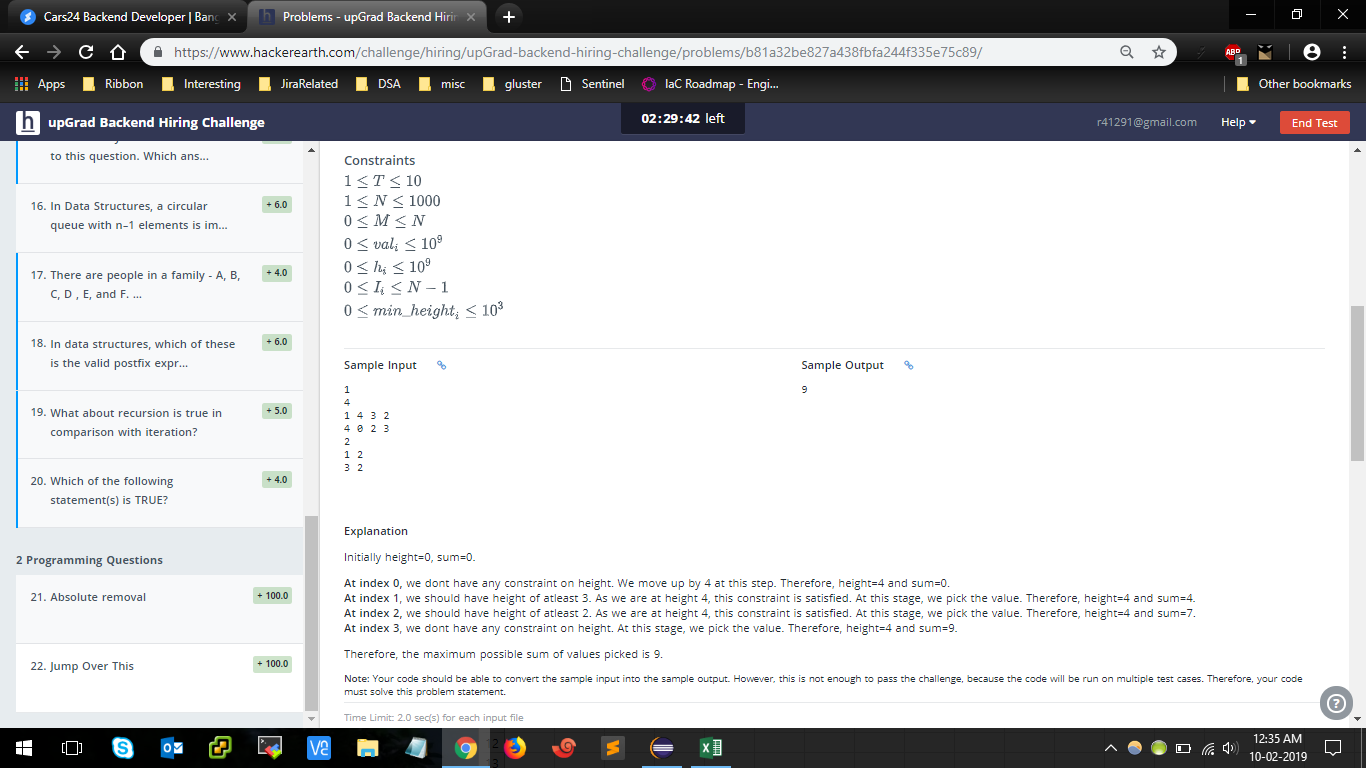 Cars24 Backend Developer | Bang
Problems - upGrad Backend Hirin
https://www.hackerearth.com/challenge/hiring/upGrad-backend-hiring-challenge/problems/b81a32be827a438fbfa244f335e75c89/
ABP
1
Apps
Ribbon
Interesting
JiraRelated
DSA
misc
gluster
Sentinel
IaC Roadmap - Engi...
Other bookmarks
h
upGrad Backend Hiring Challenge
02:29:42 left
r41291@gmail.com
Help
End Test
to this question. Which ans...
16. In Data Structures, a circular
queue with n-1 elements is im...
+ 6.0
17. There are people in a family - A, B,
C, D , E, and F. ...
+ 4.0
18. In data structures, which of these
is the valid postfix expr...
+ 6.0
19. What about recursion is true in
comparison with iteration?
+ 5.0
20. Which of the following
statement(s) is TRUE?
+ 4.0
2 Programming Questions
21. Absolute removal
+ 100.0
22. Jump Over This
+ 100.0
Constraints
1 ≤ T ≤ 10
1 ≤ N ≤ 1000
0 ≤ M ≤ N
0 ≤ val_i ≤ 10^9
0 ≤ h_i ≤ 10^9
0 ≤ I_i ≤ N − 1
0 ≤ min_height_i ≤ 10^3
Sample Input
1
4
1 4 3 2
4 0 2 3
2
1 2
3 2
Sample Output
9
Explanation
Initially height=0, sum=0.
At index 0, we dont have any constraint on height. We move up by 4 at this step. Therefore, height=4 and sum=0.
At index 1, we should have height of atleast 3. As we are at height 4, this constraint is satisfied. At this stage, we pick the value. Therefore, height=4 and sum=4.
At index 2, we should have height of atleast 2. As we are at height 4, this constraint is satisfied. At this stage, we pick the value. Therefore, height=4 and sum=7.
At index 3, we dont have any constraint on height. At this stage, we pick the value. Therefore, height=4 and sum=9.
Therefore, the maximum possible sum of values picked is 9.
Note: Your code should be able to convert the sample input into the sample output. However, this is not enough to pass the challenge, because the code will be run on multiple test cases. Therefore, your code
must solve this problem statement.
Time Limit: 2.0 sec(s) for each input file
?
12:35 AM
10-02-2019